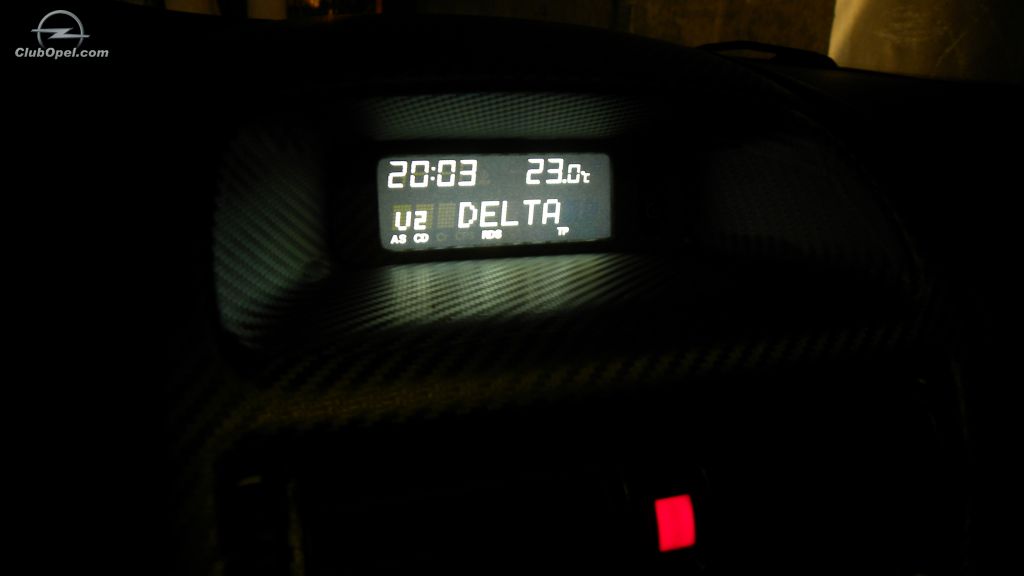 ClubOpel.com
20:03 23.0℃
U2 DELTA
AS CD RDS TP